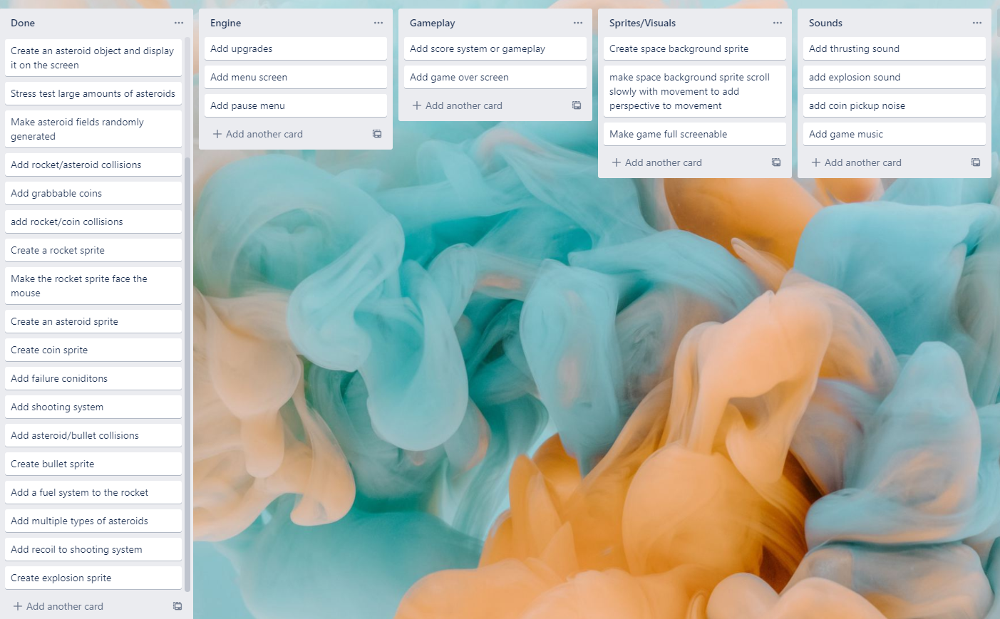 Done
Create an asteroid object and display
it on the screen
Stress test large amounts of asteroids
Make asteroid fields randomly
generated
Add rocket/asteroid collisions
Add grabbable coins
add rocket/coin collisions
Create a rocket sprite
Make the rocket sprite face the
mouse
Create an asteroid sprite
Create coin sprite
Add failure coniditons
Add shooting system
Add asteroid/bullet collisions
Create bullet sprite
Add a fuel system to the rocket
Add multiple types of asteroids
Add recoil to shooting system
Create explosion sprite
Add another card
Engine
Add upgrades
Add menu screen
Add pause menu
Add another card
Gameplay
Add score system or gameplay
Add game over screen
Add another card
Sprites/Visuals
Create space background sprite
make space background sprite scroll
slowly with movement to add
perspective to movement
Make game full screenable
Add another card
Sounds
Add thrusting sound
add explosion sound
add coin pickup noise
Add game music
Add another card